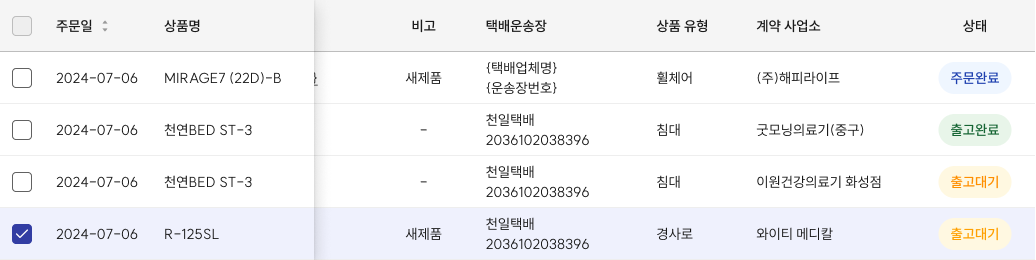 주문일 상품명 비고 택배운송장 상품 유형 계약 사업소 상태
2024-07-06 MIRAGE7 (22D)-B 새제품 {택배업체명} 휠체어 (주)해피라이프 주문완료
{운송장번호}
2024-07-06 천연BED ST-3 - 천일택배 침대 굿모닝의료기(중구) 출고완료
2036102038396
2024-07-06 천연BED ST-3 - 천일택배 침대 이원건강의료기 화성점 출고대기
2036102038396
2024-07-06 R-125SL 새제품 천일택배 경사로 와이티 메디칼 출고대기
2036102038396